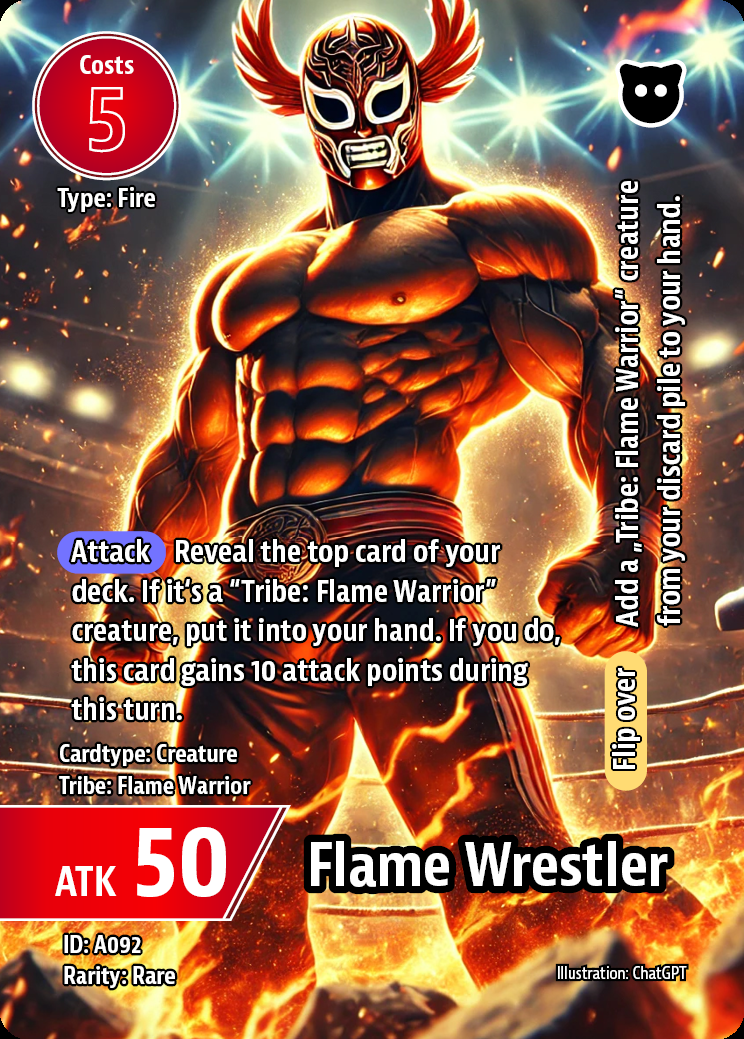 Costs
5
Type: Fire
Attack Reveal the top card of your
deck. If it's a “Tribe: Flame Warrior”
creature, put it into your hand. If you do,
this card gains 10 attack points during
this turn.
Cardtype: Creature
Tribe: Flame Warrior
Flip over Add a „Tribe: Flame Warrior” creature
from your discard pile to your hand.
ATK 50
Flame Wrestler
ID: A092
Rarity: Rare
Illustration: ChatGPT